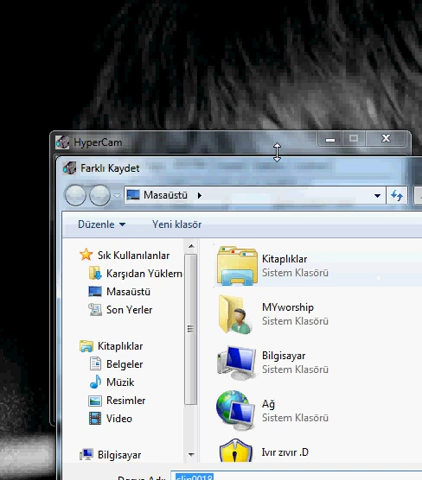 HyperCam
Farklı Kaydet
Masaüstü
Düzenle
Yeni klasör
Sık Kullanılanlar
Karşıdan Yüklem
Masaüstü
Son Yerler
Kitaplıklar
Belgeler
Müzik
Resimler
Video
Bilgisayar
Kitaplıklar
Sistem Klasörü
MYworship
Sistem Klasörü
Bilgisayar
Sistem Klasörü
Ağ
Sistem Klasörü
Ivır zıvır .D
Dosya Adı:
clip0018